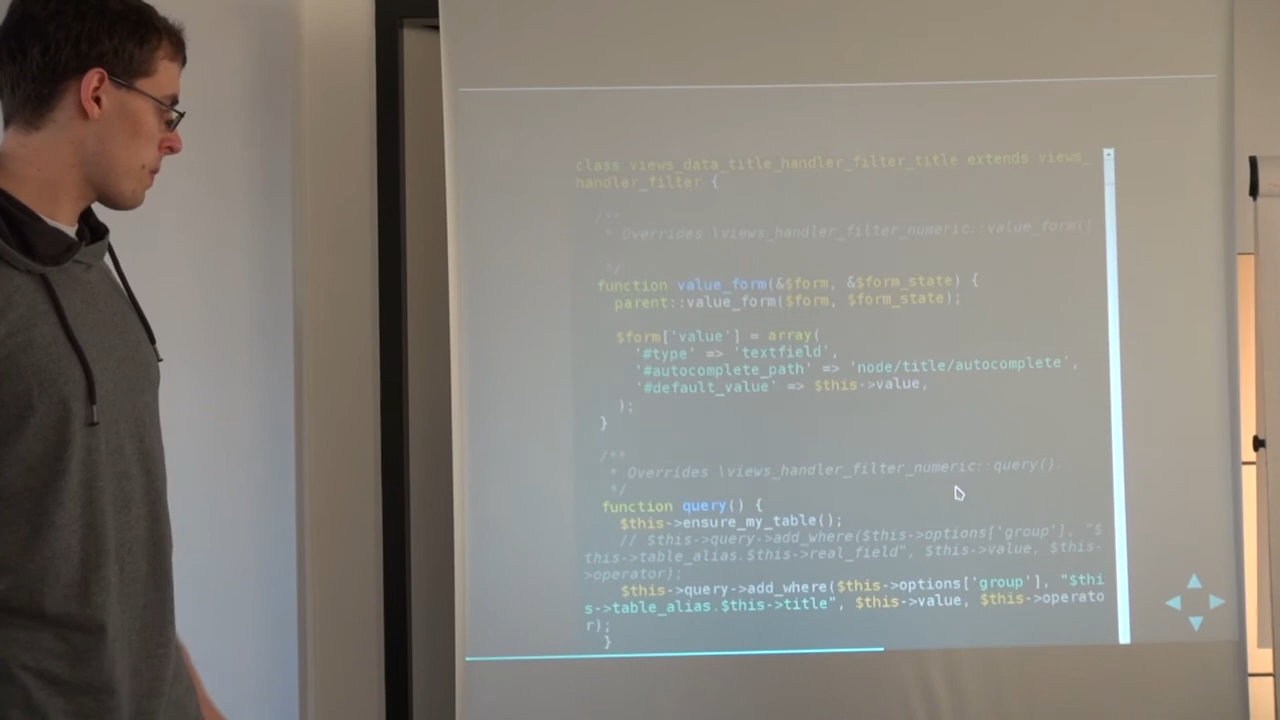 class views_data_title_handler_filter_title extends views_
handler_filter {
/**
* Overrides \views_handler_filter_numeric::value_form()
*/
function value_form(&$form, &$form_state) {
parent::value_form($form, $form_state);
$form['value'] = array(
'#type' => 'textfield',
'#autocomplete_path' => 'node/title/autocomplete',
'#default_value' => $this->value,
);
}
/**
* Overrides \views_handler_filter_numeric::query().
*/
function query() {
$this->ensure_my_table();
// $this->query->add_where($this->options['group'], "$
this->table_alias.$this->real_field", $this->value, $this-
>operator);
$this->query->add_where($this->options['group'], "$thi
s->table_alias.$this->title", $this->value, $this->operato
r);
}